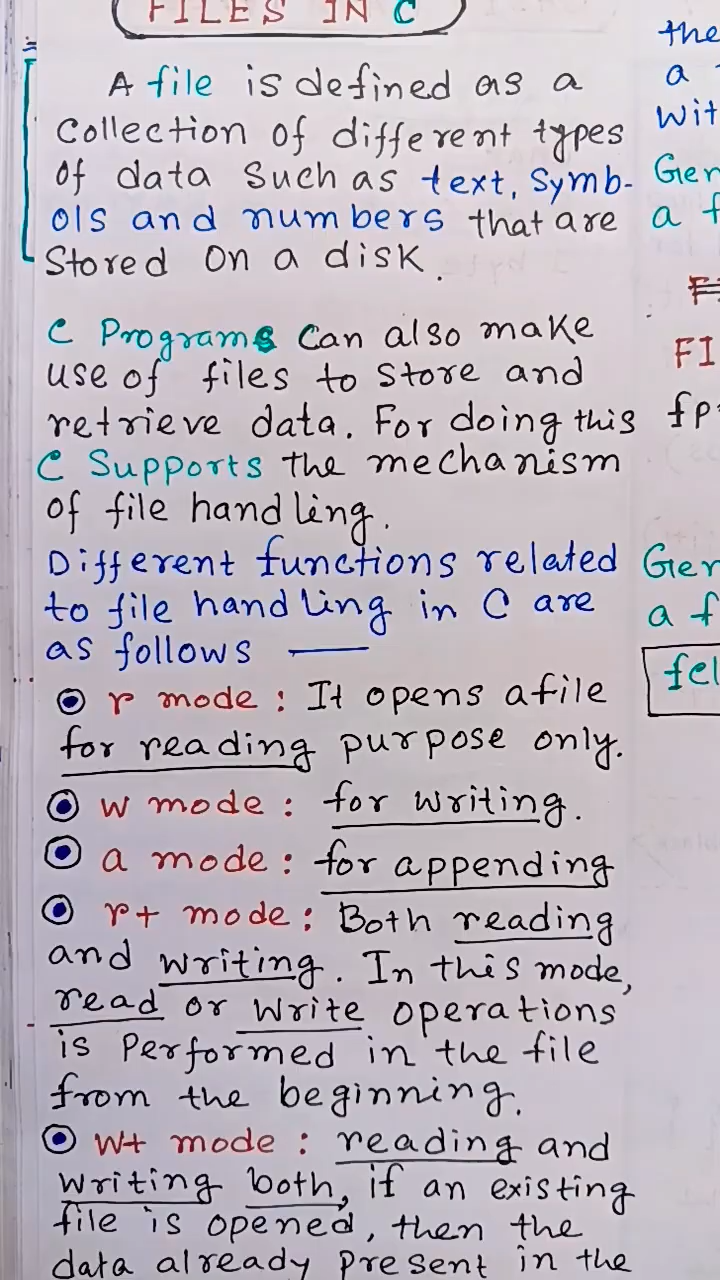 FILES IN C
A file is defined as a
Collection of different types
of data Such as text, Symb-
ols and numbers that are
Stored On a disk.
C Programs Can also make
use of files to Store and
retrieve data. For doing this
C Supports the mechanism
of file handling.
Different functions related
to file handling in C are
as follows —
r mode : It opens a file
for reading purpose only.
w mode : for writing.
a mode : for appending
r+ mode : Both reading
and writing. In this mode,
read or write operations
is Performed in the file
from the beginning.
w+ mode : reading and
writing both, if an existing
file is opened, then the
data already present in the
the
a
Gen
a f
FI
Gen
a f